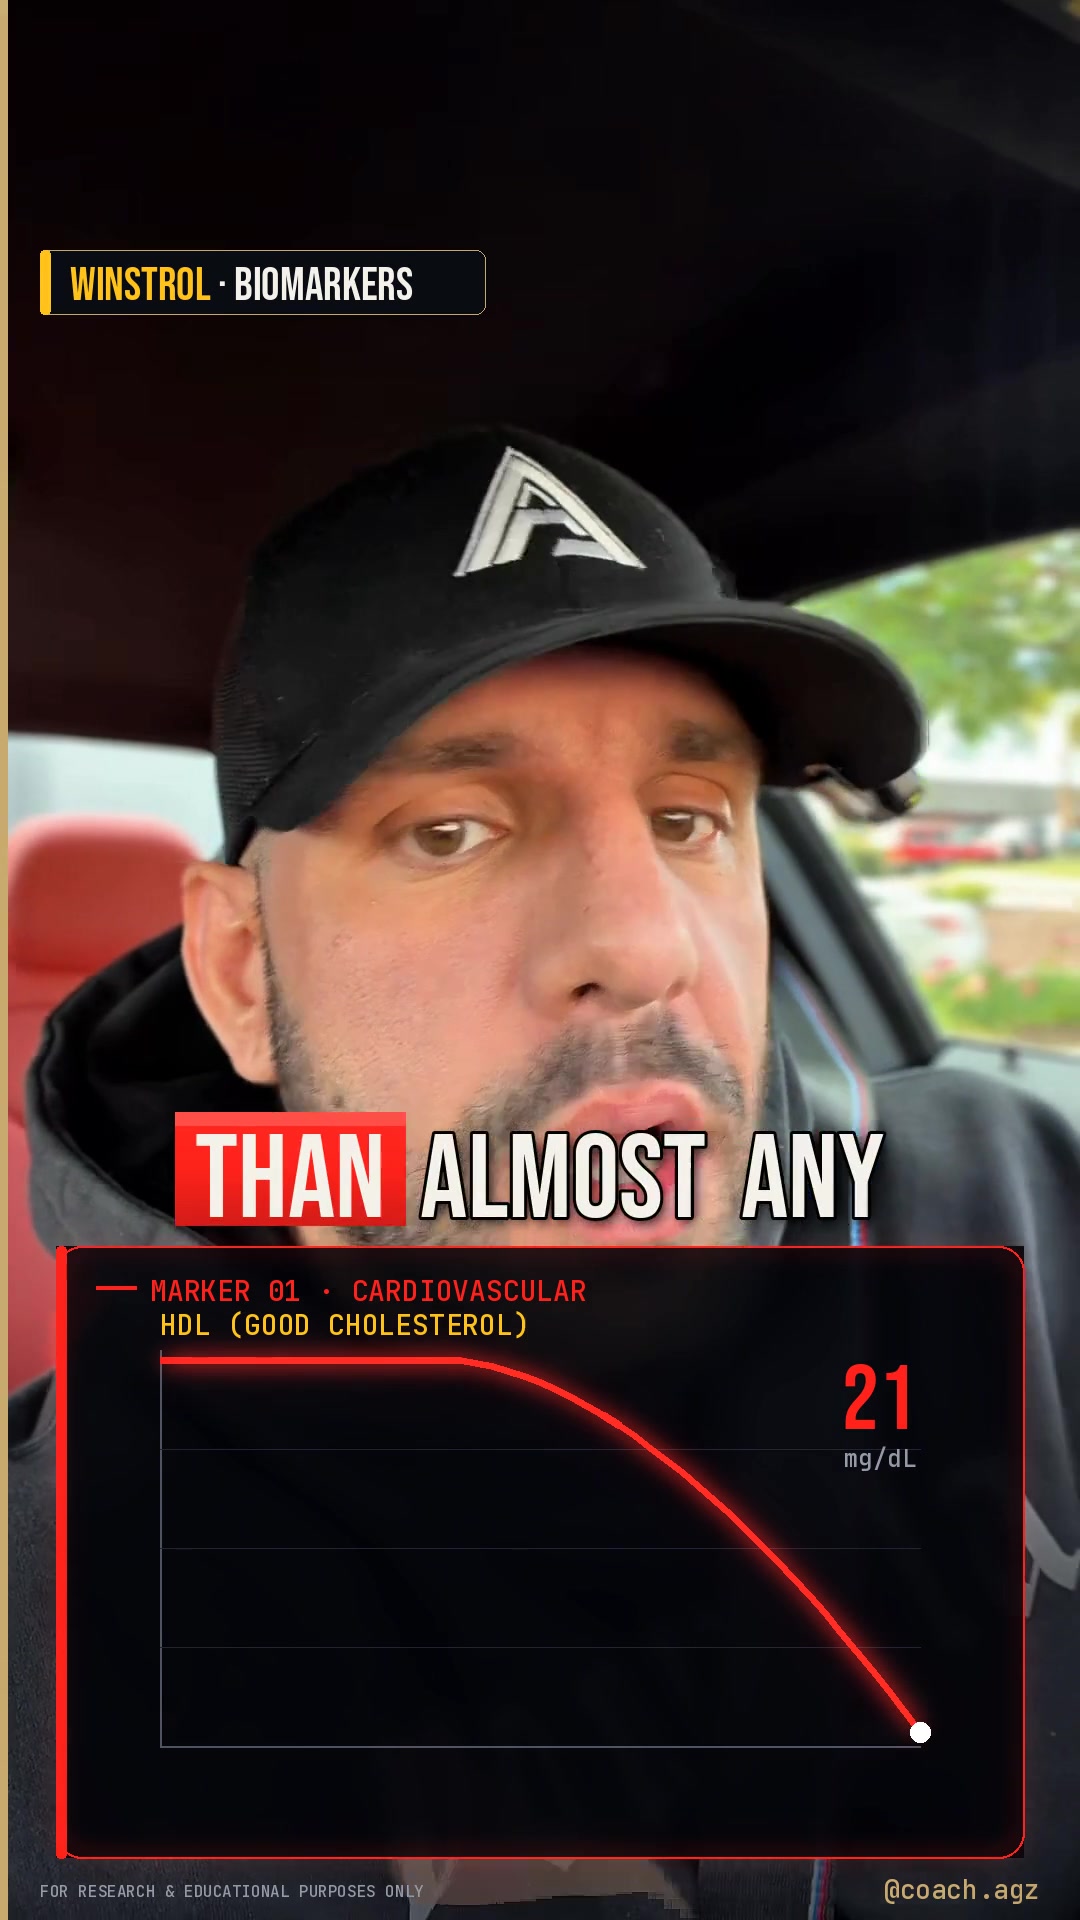 WINSTROL · BIOMARKERS
THAN ALMOST ANY
MARKER 01 · CARDIOVASCULAR
HDL (GOOD CHOLESTEROL)
21
mg/dL
FOR RESEARCH & EDUCATIONAL PURPOSES ONLY
@coach.agz